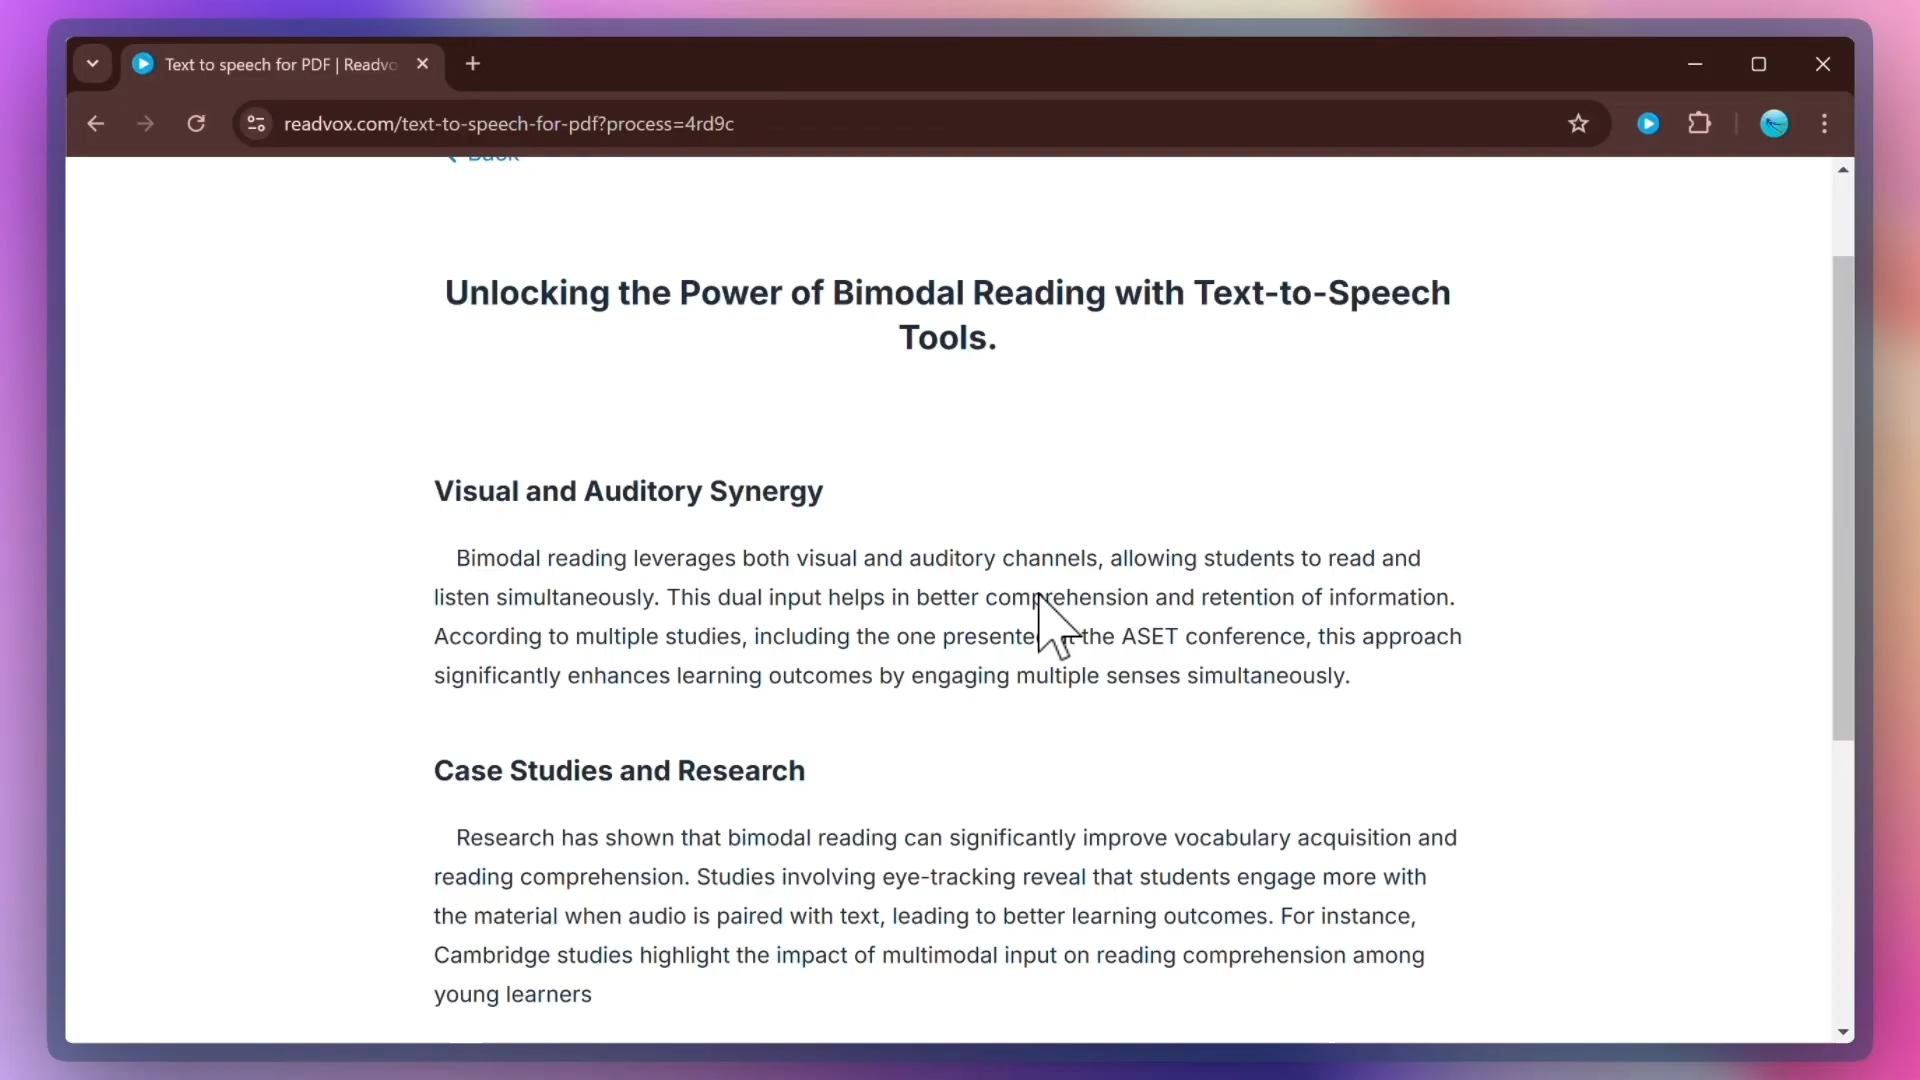 Text to speech for PDF | Readvo
readvox.com/text-to-speech-for-pdf?process=4rd9c
Back
Unlocking the Power of Bimodal Reading with Text-to-Speech
Tools.
Visual and Auditory Synergy
Bimodal reading leverages both visual and auditory channels, allowing students to read and
listen simultaneously. This dual input helps in better comprehension and retention of information.
According to multiple studies, including the one presented the ASET conference, this approach
significantly enhances learning outcomes by engaging multiple senses simultaneously.
Case Studies and Research
Research has shown that bimodal reading can significantly improve vocabulary acquisition and
reading comprehension. Studies involving eye-tracking reveal that students engage more with
the material when audio is paired with text, leading to better learning outcomes. For instance,
Cambridge studies highlight the impact of multimodal input on reading comprehension among
young learners